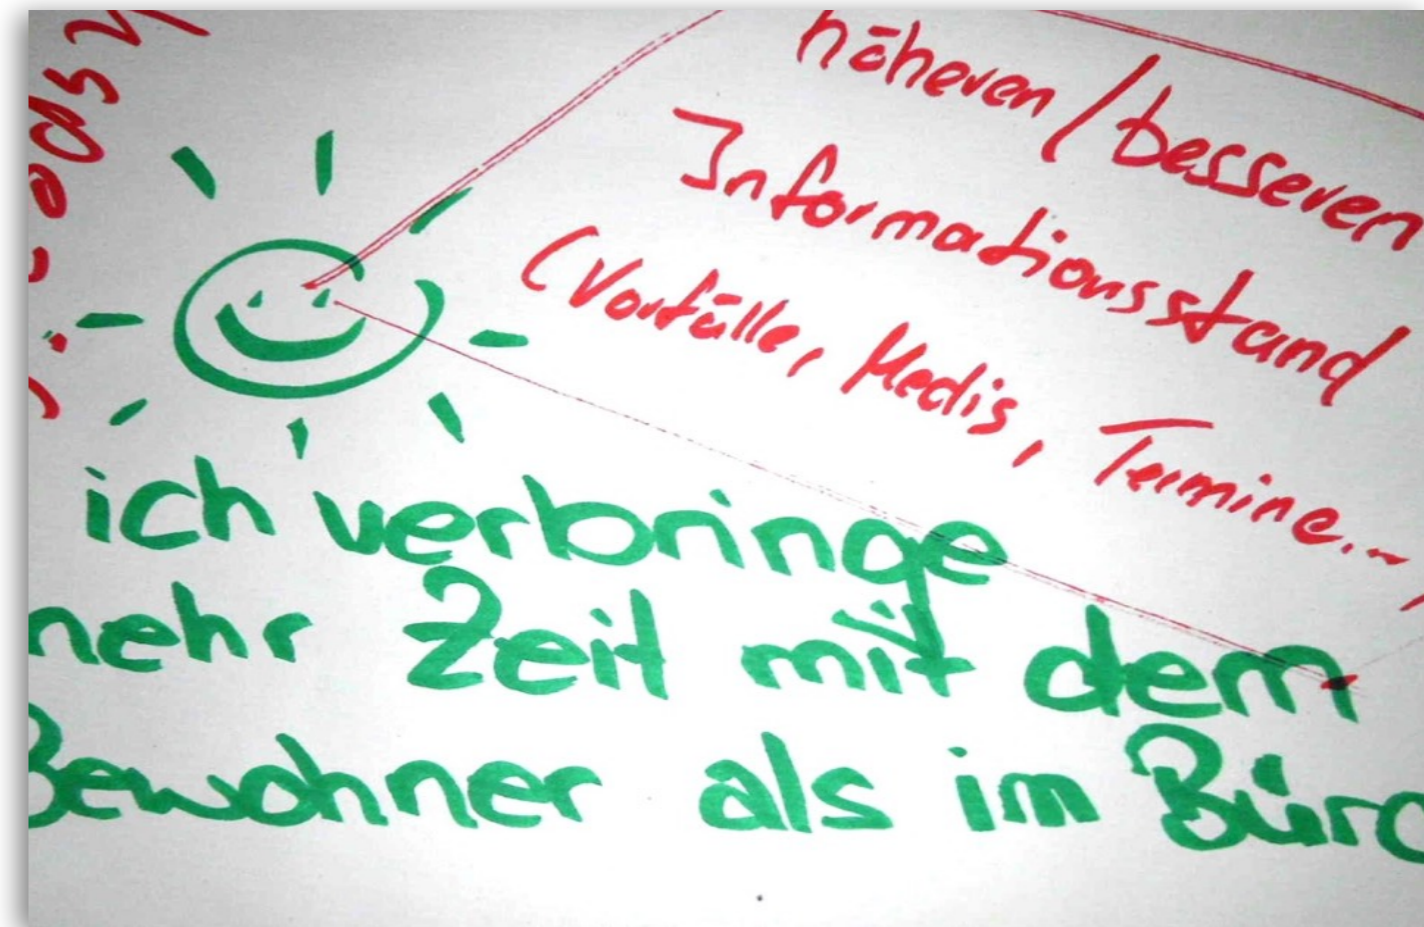 höheren / besseren
Informationsstand
(Vorfälle, Medis, Termine...)
ich verbringe
mehr Zeit mit dem
Bewohner als im Büro